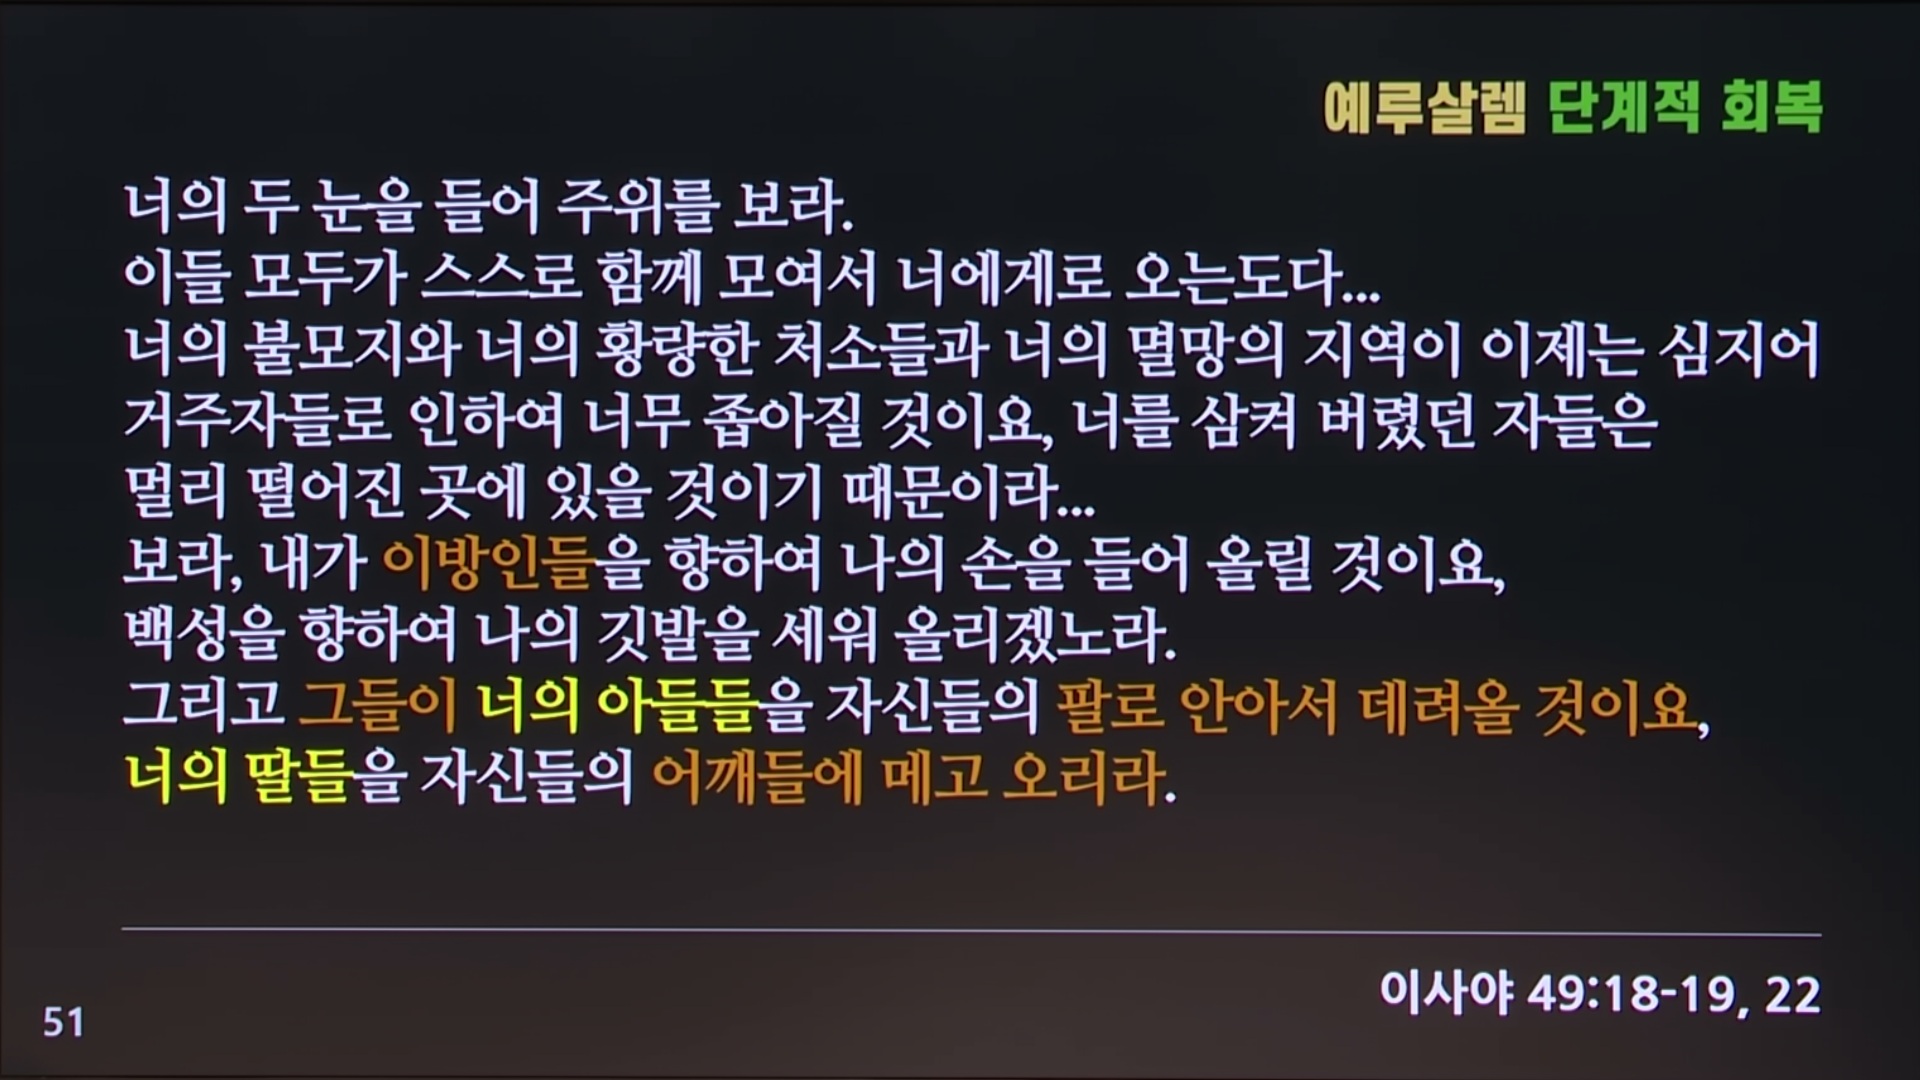 예루살렘 단계적 회복
너의 두 눈을 들어 주위를 보라.
이들 모두가 스스로 함께 모여서 너에게로 오는도다...
너의 불모지와 너의 황량한 처소들과 너의 멸망의 지역이 이제는 심지어
거주자들로 인하여 너무 좁아질 것이요, 너를 삼켜 버렸던 자들은
멀리 떨어진 곳에 있을 것이기 때문이라...
보라, 내가 이방인들을 향하여 나의 손을 들어 올릴 것이요,
백성을 향하여 나의 깃발을 세워 올리겠노라.
그리고 그들이 너의 아들들을 자신들의 팔로 안아서 데려올 것이요,
너의 딸들을 자신들의 어깨들에 메고 오리라.
이사야 49:18-19, 22
51